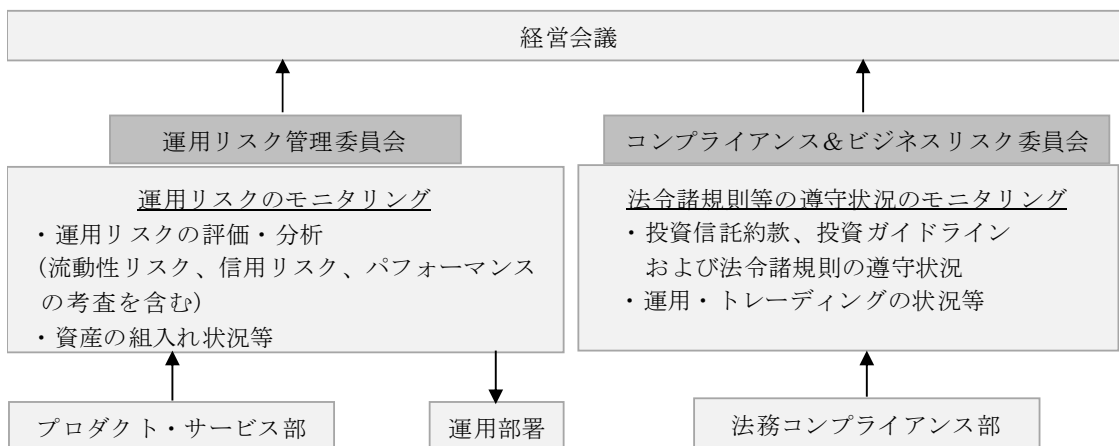 経営会議
運用リスク管理委員会
運用リスクのモニタリング
・運用リスクの評価・分析
(流動性リスク、信用リスク、パフォーマンス
の考査を含む)
・資産の組入れ状況等
プロダクト・サービス部
運用部署
コンプライアンス＆ビジネスリスク委員会
法令諸規則等の遵守状況のモニタリング
・投資信託約款、投資ガイドライン
および法令諸規則の遵守状況
・運用・トレーディングの状況等
法務コンプライアンス部